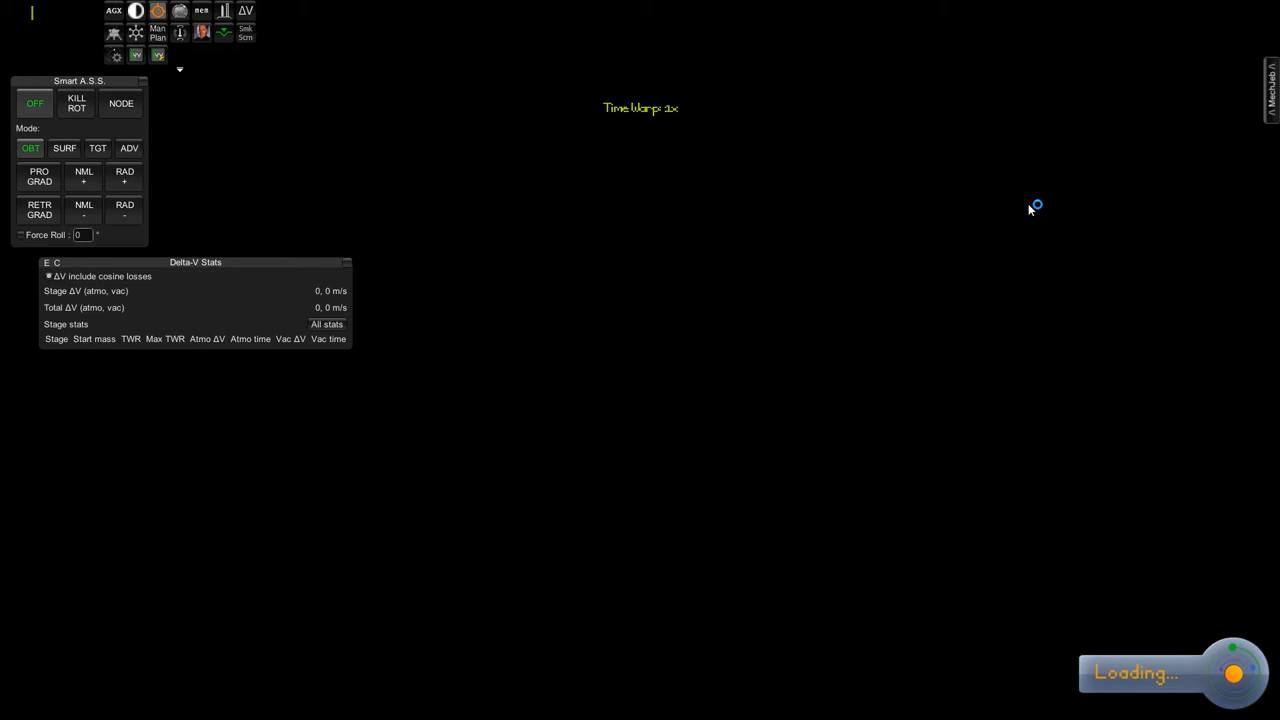 AGX mem ΔV
Man Plan Smk Scrn
Smart A.S.S.
OFF KILL ROT NODE
Mode:
OBT SURF TGT ADV
PRO GRAD NML + RAD +
RETR GRAD NML - RAD -
Force Roll : 0 °
Time Warp: 1x
< MechJeb <
E C Delta-V Stats
ΔV include cosine losses
Stage ΔV (atmo, vac) 0, 0 m/s
Total ΔV (atmo, vac) 0, 0 m/s
Stage stats All stats
Stage Start mass TWR Max TWR Atmo ΔV Atmo time Vac ΔV Vac time
Loading...